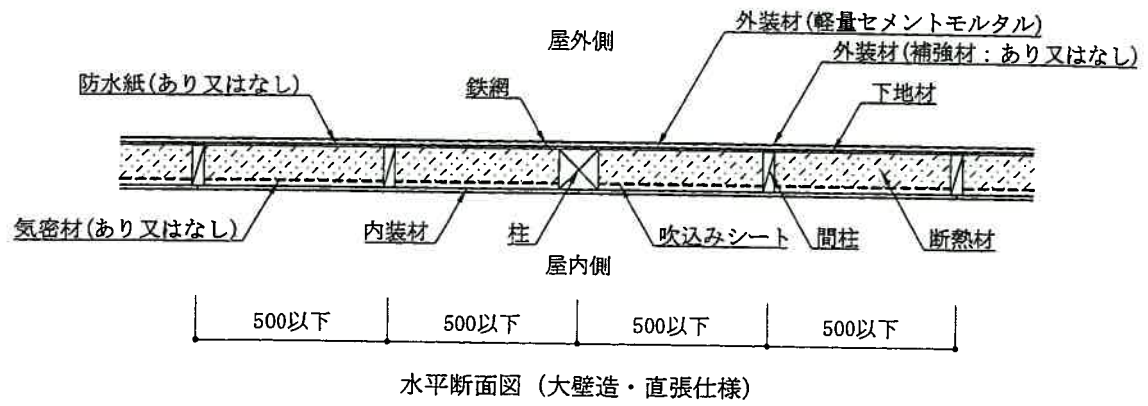 外装材(軽量セメントモルタル)
屋外側
外装材(補強材:あり又はなし)
防水紙(あり又はなし)
鉄網
下地材
気密材(あり又はなし)
内装材
柱
吹込みシート
間柱
断熱材
屋内側
500以下
500以下
500以下
500以下
水平断面図(大壁造・直張仕様)